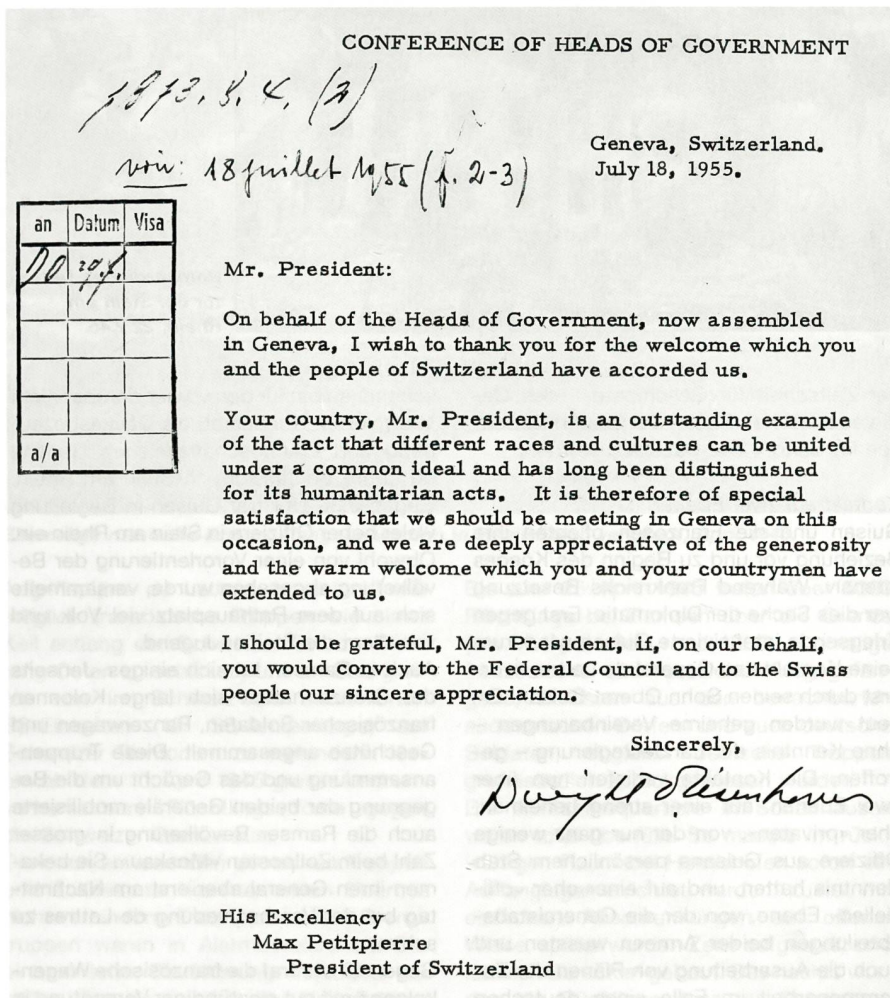 CONFERENCE OF HEADS OF GOVERNMENT
Geneva, Switzerland.
July 18, 1955.
18 juillet 1955 (p. 2-3)
an Datum Visa
a/a
Mr. President:
On behalf of the Heads of Government, now assembled
in Geneva, I wish to thank you for the welcome which you
and the people of Switzerland have accorded us.
Your country, Mr. President, is an outstanding example
of the fact that different races and cultures can be united
under a common ideal and has long been distinguished
for its humanitarian acts. It is therefore of special
satisfaction that we should be meeting in Geneva on this
occasion, and we are deeply appreciative of the generosity
and the warm welcome which you and your countrymen have
extended to us.
I should be grateful, Mr. President, if, on our behalf,
you would convey to the Federal Council and to the Swiss
people our sincere appreciation.
Sincerely,
Dwight D. Eisenhower
His Excellency
Max Petitpierre
President of Switzerland